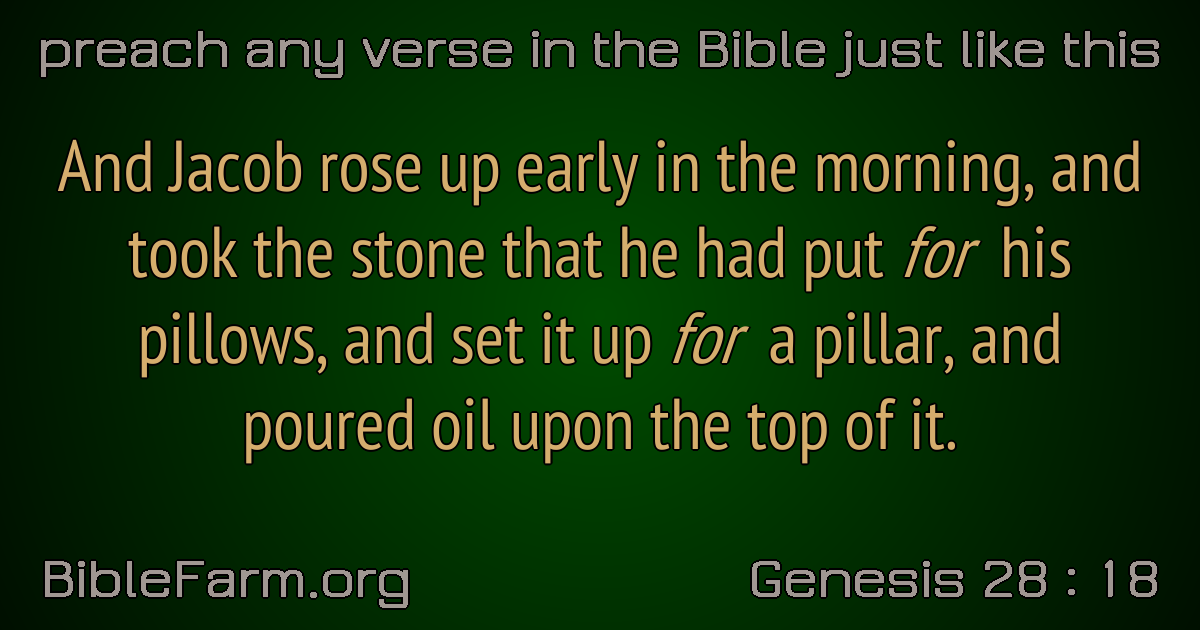 preach any verse in the Bible just like this
And Jacob rose up early in the morning, and
took the stone that he had put for his
pillows, and set it up for a pillar, and
poured oil upon the top of it.
BibleFarm.org
Genesis 28 : 18